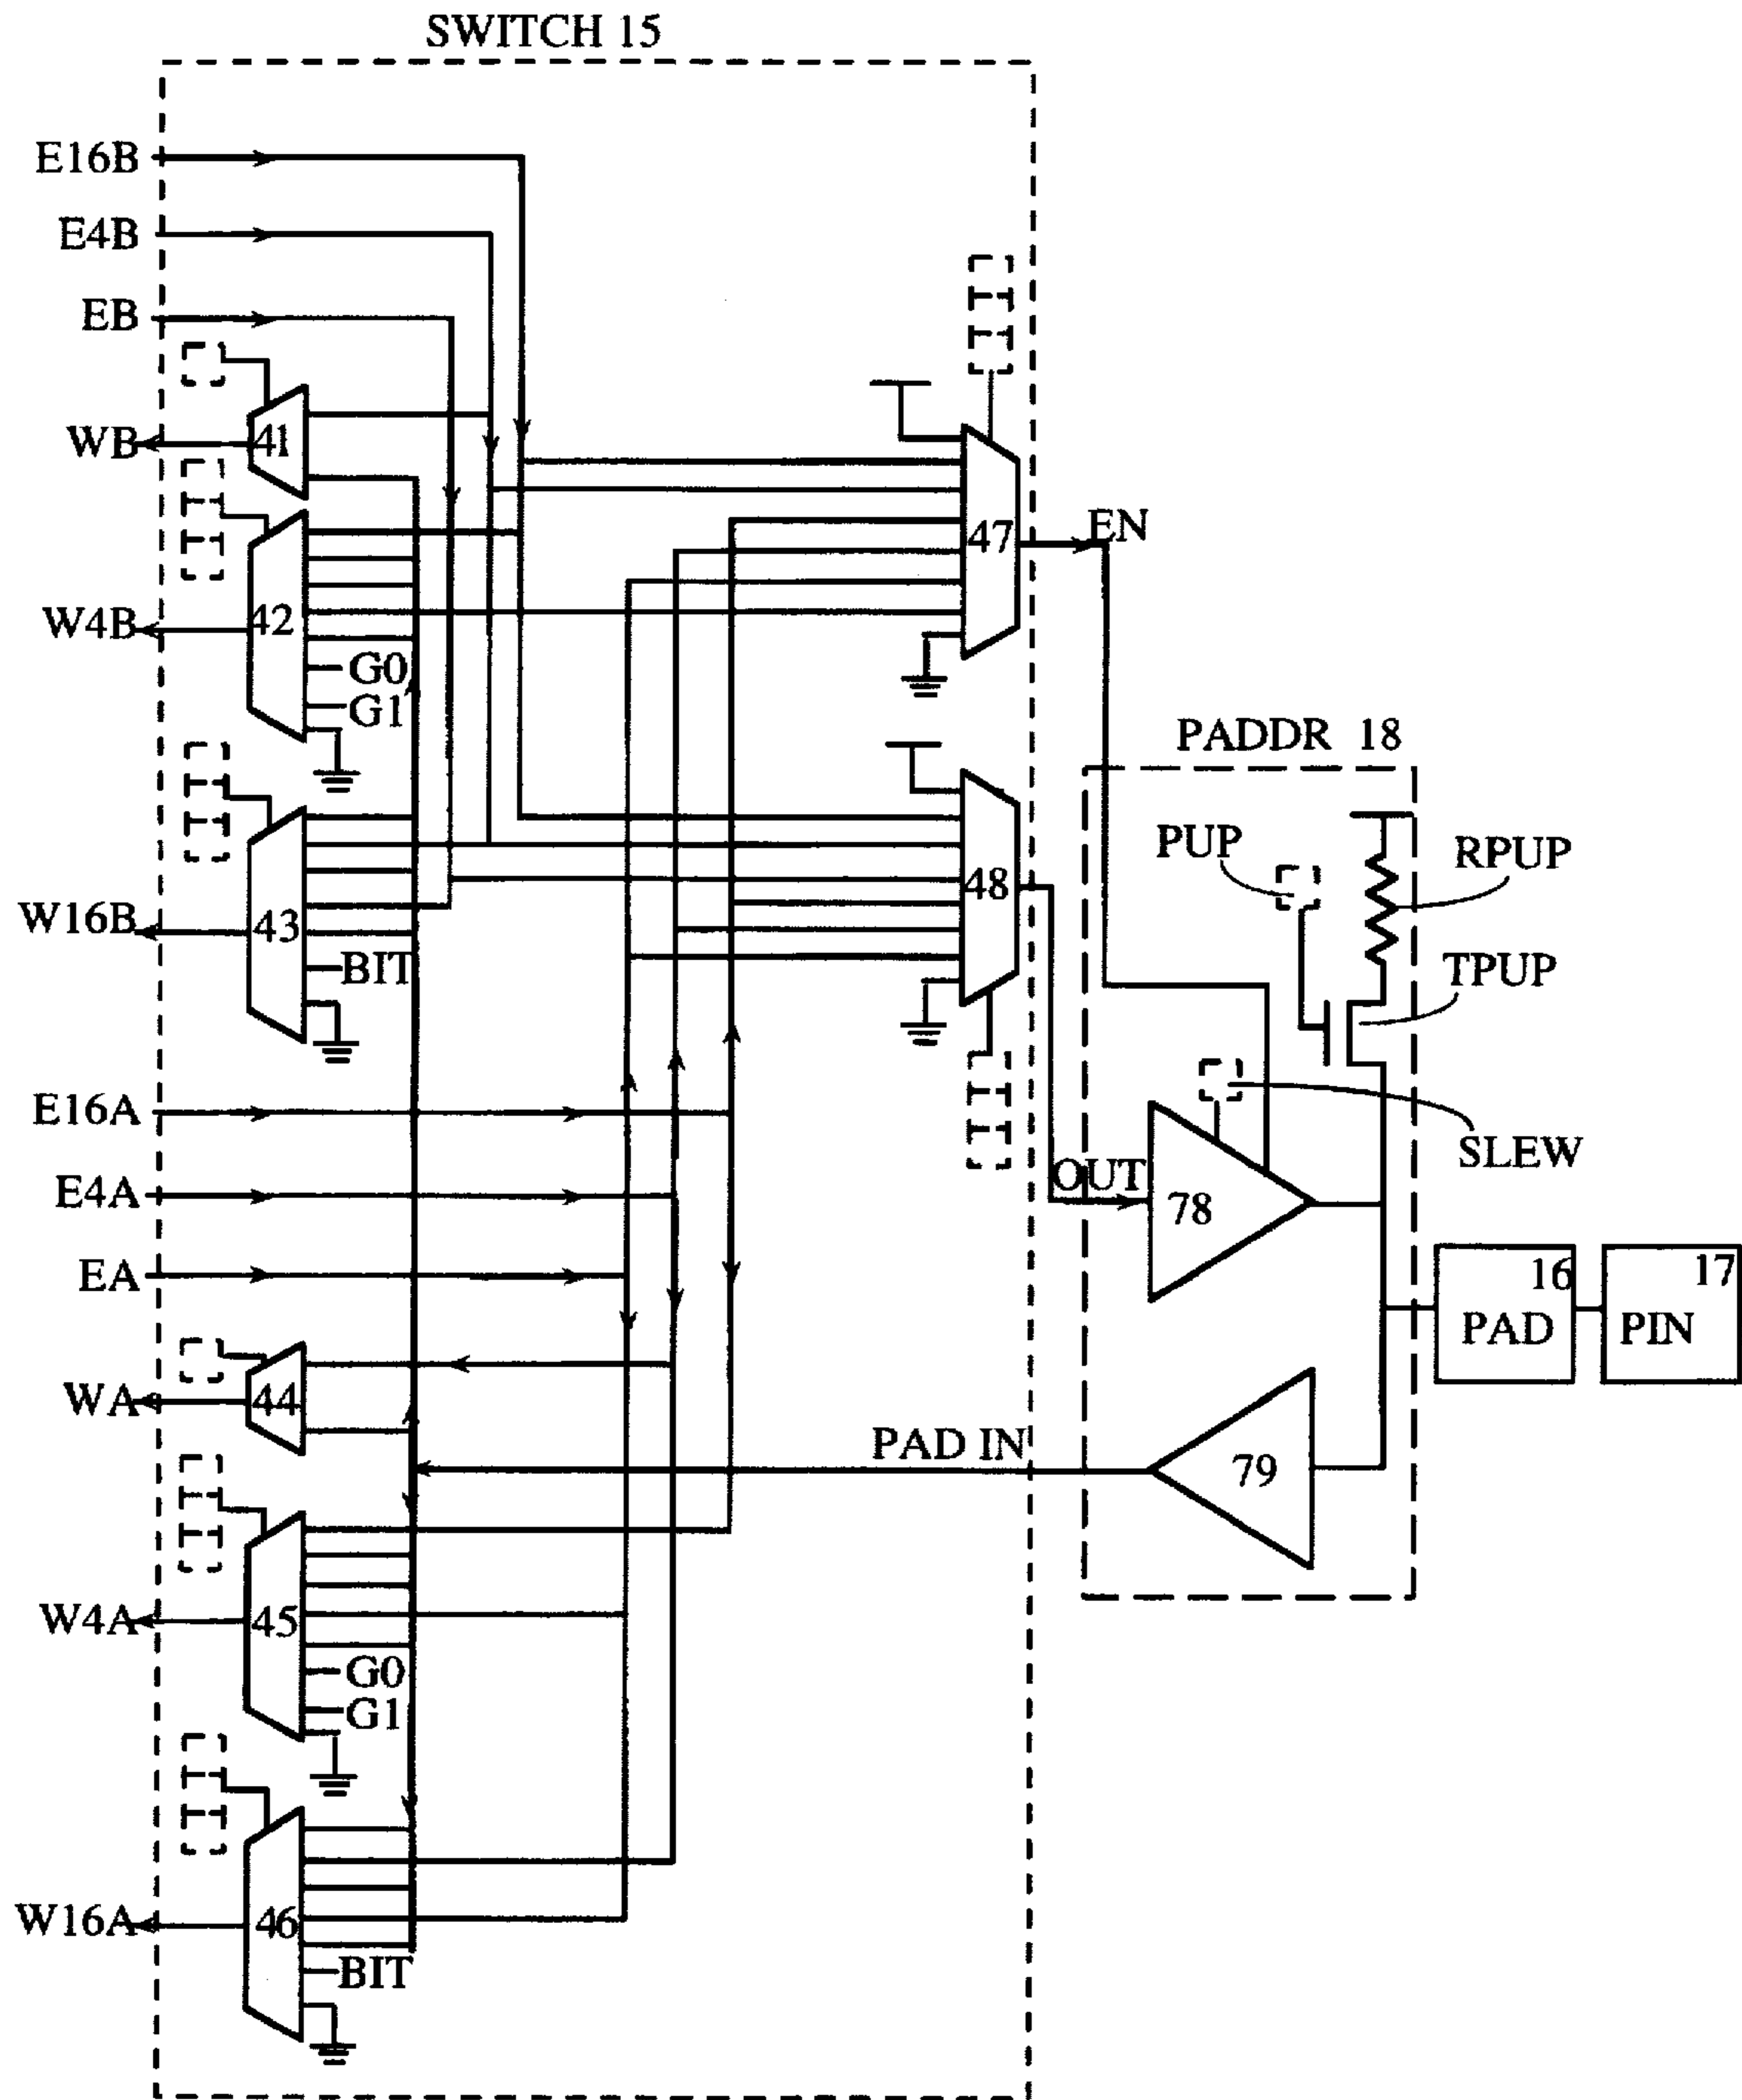 SWITCH 15
E16B
E4B
EB
WB
41
47
EN
W4B
42
G0
G1
PADDR 18
PUP
RPUP
48
W16B
43
BIT
TPUP
E16A
SLEW
E4A
OUT
78
EA
16
PAD
17
PIN
WA
44
PAD IN
79
W4A
45
G0
G1
W16A
46
BIT